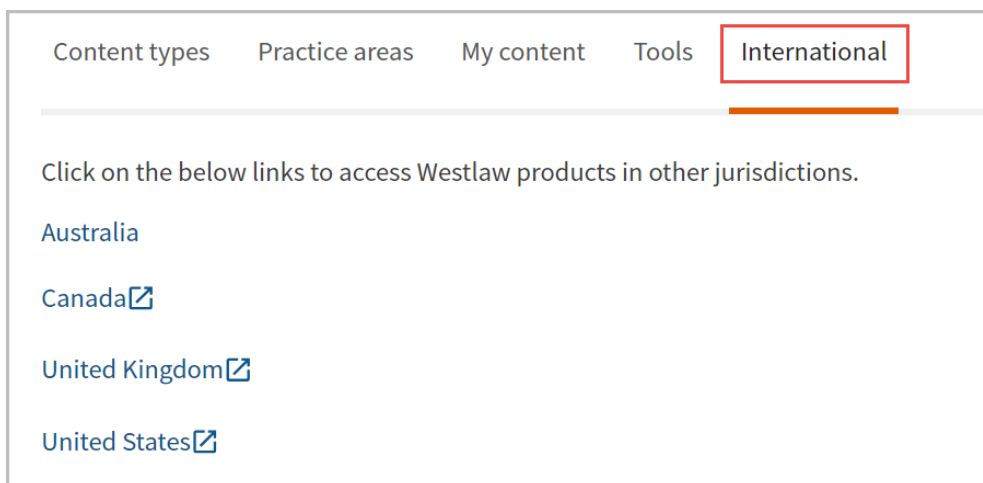 Content types Practice areas My content Tools International
Click on the below links to access Westlaw products in other jurisdictions.
Australia
Canada
United Kingdom
United States